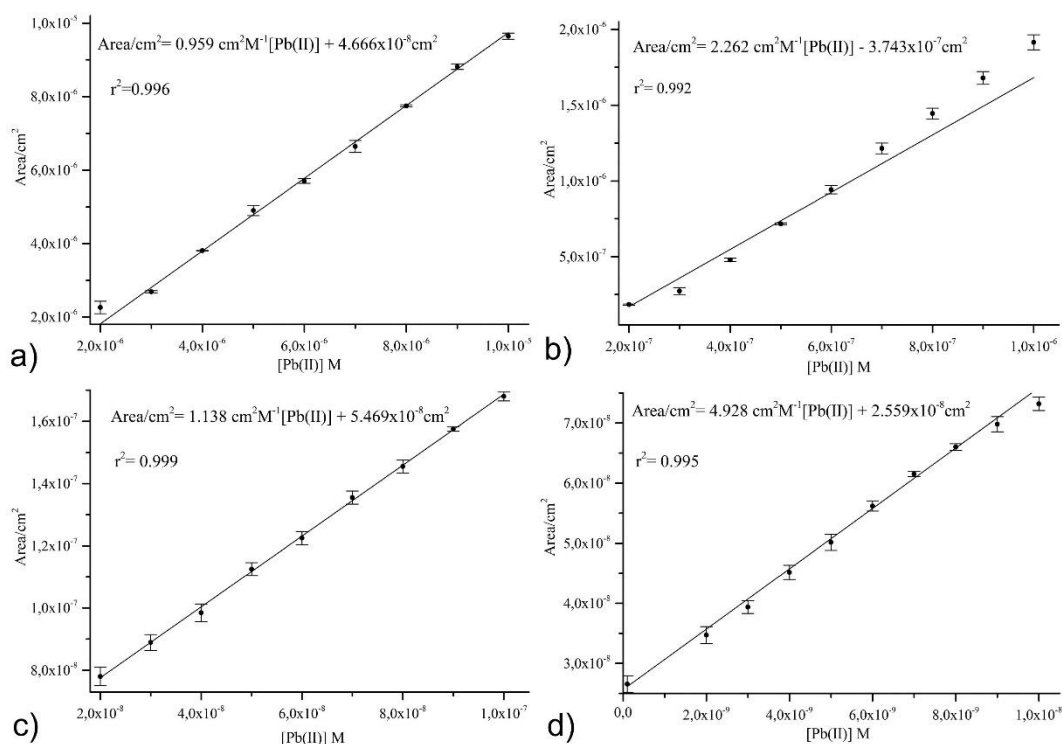 1,0x10⁻⁵
Area/cm²= 0.959 cm²M⁻¹[Pb(II)] + 4.666x10⁻⁸cm²
r²=0.996
8,0x10⁻⁶
6,0x10⁻⁶
4,0x10⁻⁶
2,0x10⁻⁶
Area/cm²
2,0x10⁻⁶ 4,0x10⁻⁶ 6,0x10⁻⁶ 8,0x10⁻⁶ 1,0x10⁻⁵
[Pb(II)] M
a)
2,0x10⁻⁶
Area/cm²= 2.262 cm²M⁻¹[Pb(II)] - 3.743x10⁻⁷cm²
r²= 0.992
1,5x10⁻⁶
1,0x10⁻⁶
5,0x10⁻⁷
Area/cm²
2,0x10⁻⁷ 4,0x10⁻⁷ 6,0x10⁻⁷ 8,0x10⁻⁷ 1,0x10⁻⁶
[Pb(II)] M
b)
Area/cm²= 1.138 cm²M⁻¹[Pb(II)] + 5.469x10⁻⁸cm²
r²= 0.999
1,6x10⁻⁷
1,4x10⁻⁷
1,2x10⁻⁷
1,0x10⁻⁷
8,0x10⁻⁸
Area/cm²
2,0x10⁻⁸ 4,0x10⁻⁸ 6,0x10⁻⁸ 8,0x10⁻⁸ 1,0x10⁻⁷
[Pb(II)] M
c)
Area/cm²= 4.928 cm²M⁻¹[Pb(II)] + 2.559x10⁻⁸cm²
r²= 0.995
7,0x10⁻⁸
6,0x10⁻⁸
5,0x10⁻⁸
4,0x10⁻⁸
3,0x10⁻⁸
Area/cm²
0,0 2,0x10⁻⁹ 4,0x10⁻⁹ 6,0x10⁻⁹ 8,0x10⁻⁹ 1,0x10⁻⁸
[Pb(II)] M
d)